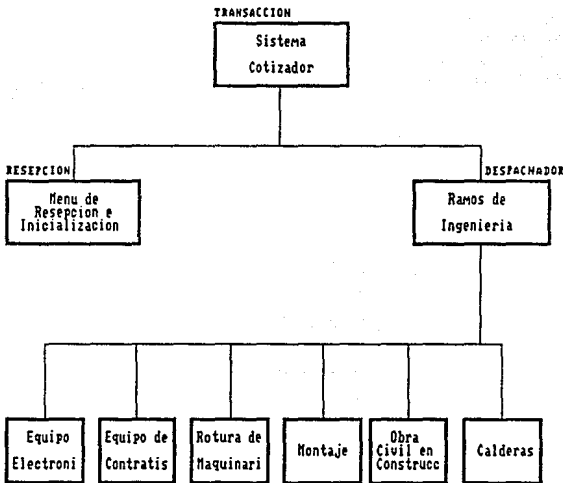 TRANSACCION
Sistema
Cotizador
RESEPCION
Menu de
Resepcion e
Inicializacion
DESPACHADOR
Ramos de
Ingenieria
Equipo
Electroni
Equipo de
Contratis
Rotura de
Maquinari
Montaje
Obra
Civil en
Construcc
Calderas